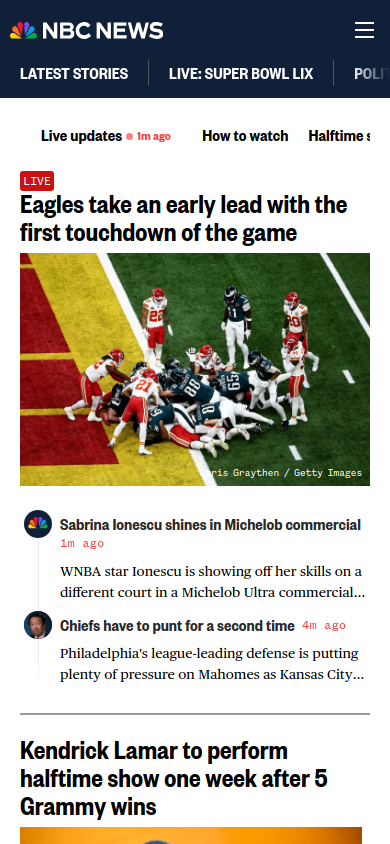 NBC NEWS
LATEST STORIES
LIVE: SUPER BOWL LIX
Live updates 1m ago
How to watch
Halftime
LIVE
Eagles take an early lead with the
first touchdown of the game
Graythen / Getty Images
Sabrina Ionescu shines in Michelob commercial
1m ago
WNBA star Ionescu is showing off her skills on a
different court in a Michelob Ultra commercial...
Chiefs have to punt for a second time 4m ago
Philadelphia's league-leading defense is putting
plenty of pressure on Mahomes as Kansas City...
Kendrick Lamar to perform
halftime show one week after 5
Grammy wins